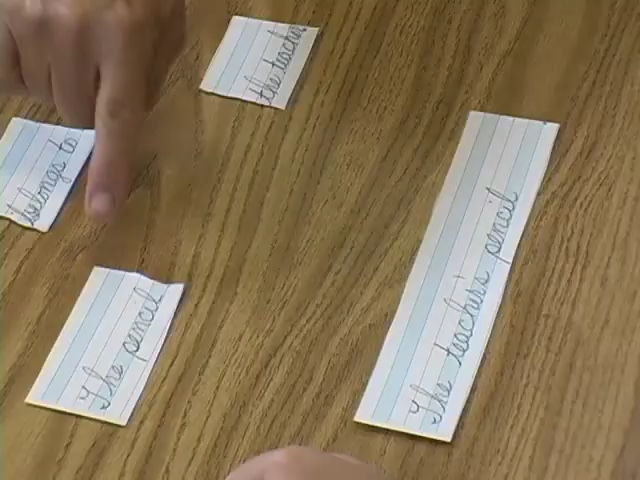 The pencil
belongs to
the teacher
The teacher's pencil